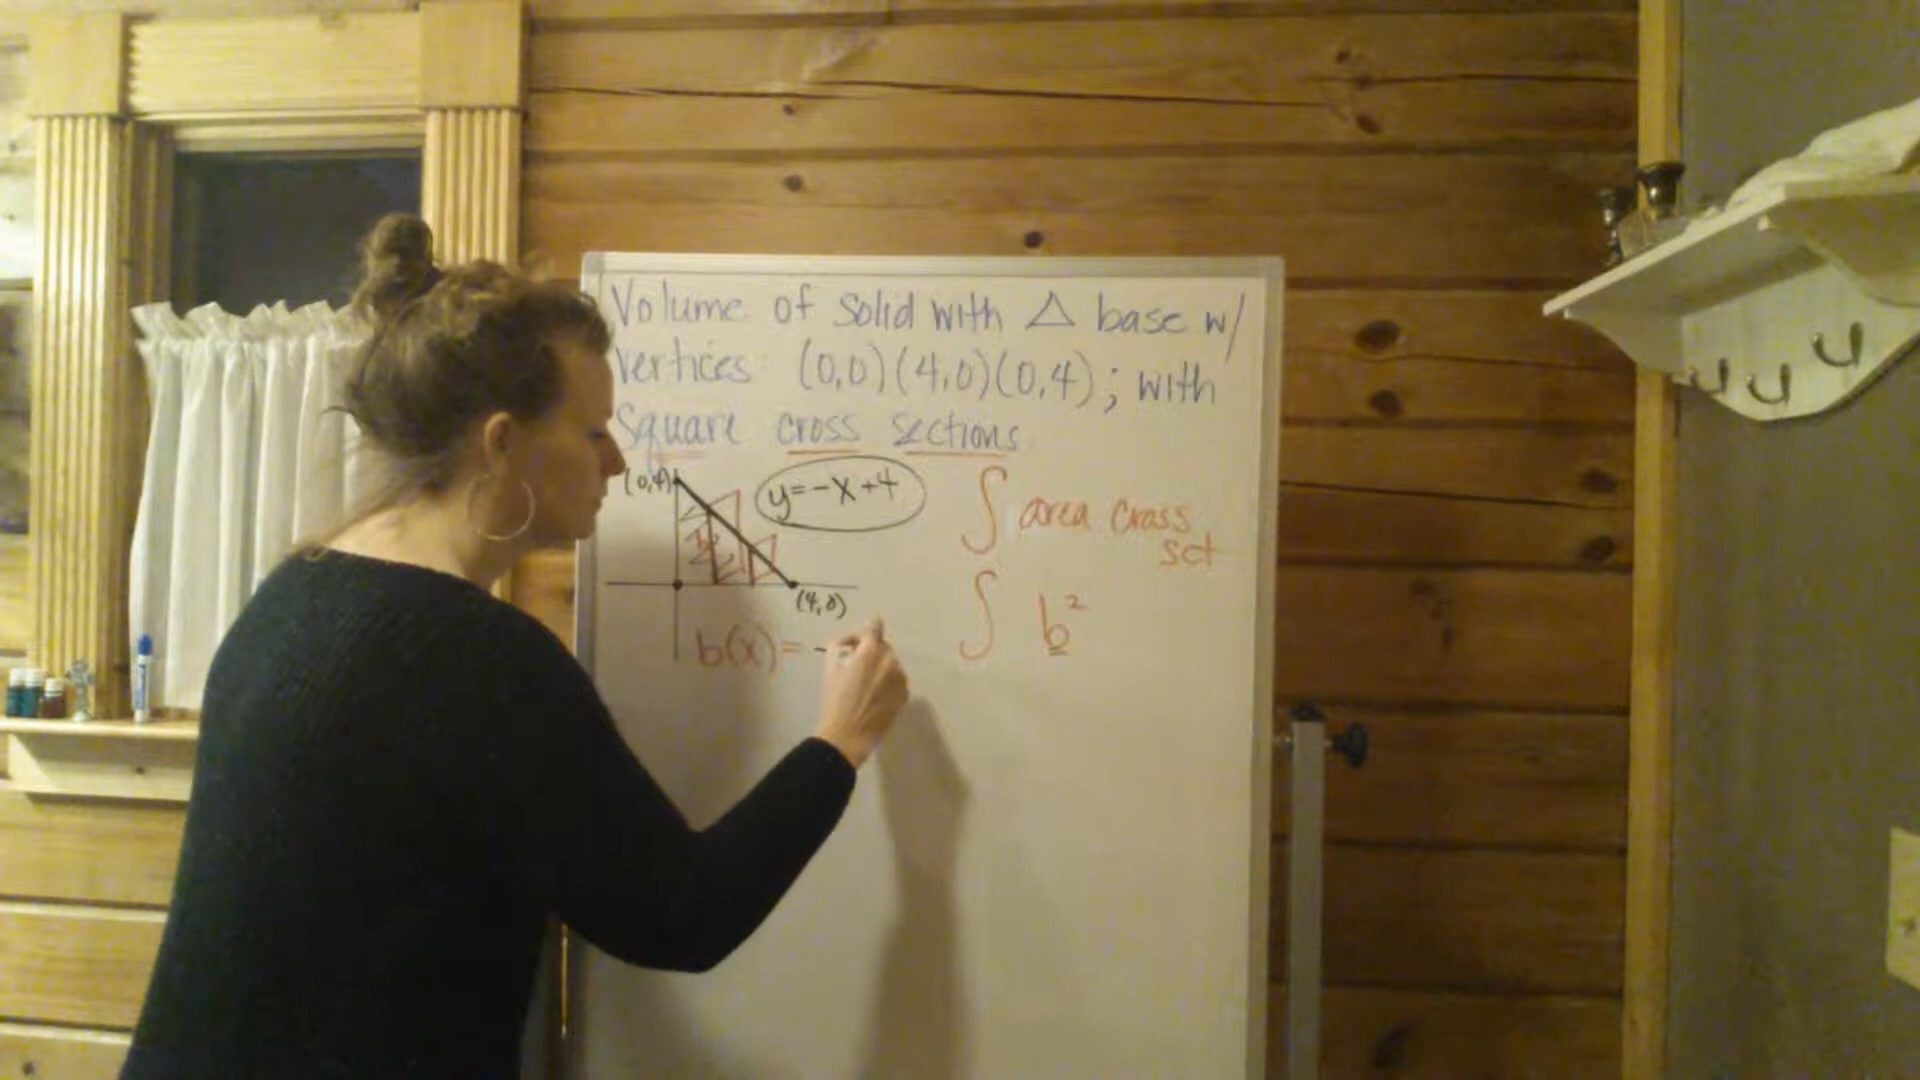 Volume of solid with △ base w/
vertices: (0,0)(4,0)(0,4); with
square cross sections
(0,4)
y=-x+4
∫ area cross
sct
b
(4,0)
∫ b²
b(x)= -